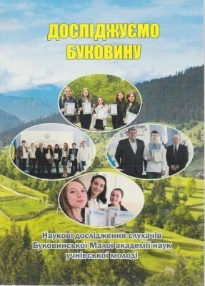 ДОСЛІДЖУЄМО
БУКОВИНУ
Наукові дослідження слухачів
Буковинської Малої академії наук
учнівської молоді